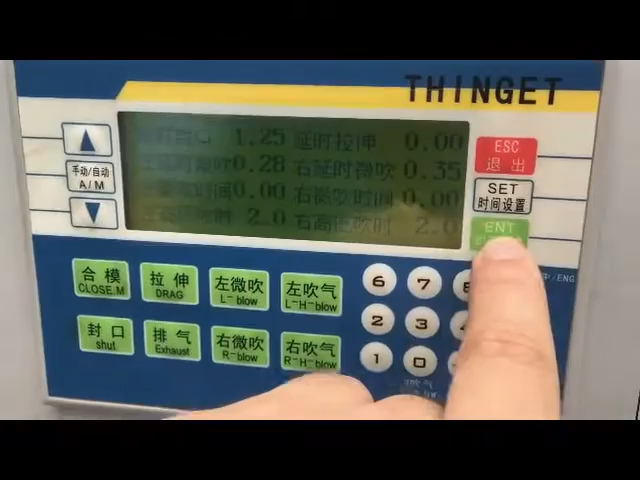 THINGET
1.25 延时拉伸 0.00
0.28 右延时微吹 0.35
时间0.00 右微吹时间0.00
2.0 右高压吹时 2.0
手动/自动
A/M
ESC
退出
SET
时间设置
ENT
/ENG
合模
CLOSE.M
拉伸
DRAG
左微吹
L-blow
左吹气
L-H-blow
封口
shut
排气
Exhaust
右微吹
R-blow
右吹气
R-H-blow
6 7 8
2 3 4
1 0